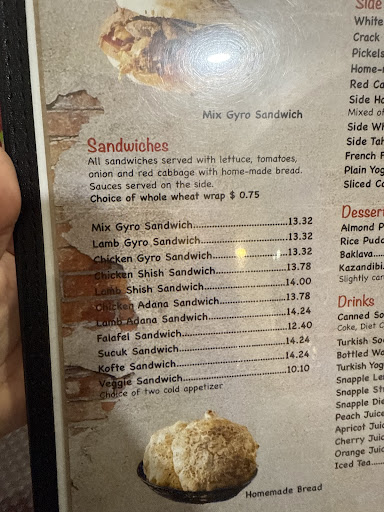 Mix Gyro Sandwich
Sandwiches
All sandwiches served with lettuce, tomatoes,
onion and red cabbage with home-made bread.
Sauces served on the side.
Choice of whole wheat wrap $ 0.75
Mix Gyro Sandwich 13.32
Lamb Gyro Sandwich 13.32
Chicken Gyro Sandwich 13.32
Chicken Shish Sandwich 13.78
Lamb Shish Sandwich 14.00
Chicken Adana Sandwich 13.78
Lamb Adana Sandwich 14.24
Falafel Sandwich 12.40
Sucuk Sandwich 14.24
Kofte Sandwich 14.24
Veggie Sandwich 10.10
Choice of two cold appetizer
Homemade Bread
Side
White
Crack
Pickels
Home-
Red Ca
Side Ho
Mixed
Side Wh
Side Tah
French F
Plain Yog
Sliced Ca
Dessert
Almond P
Rice Pudd
Baklava
Kazandibi
Slightly car
Drinks
Canned So
Coke, Diet C
Turkish So
Bottled Wa
Turkish Yog
Snapple Le
Snapple St
Snapple Die
Peach Juice
Apricot Juic
Cherry Juic
Orange Juic
Iced Tea